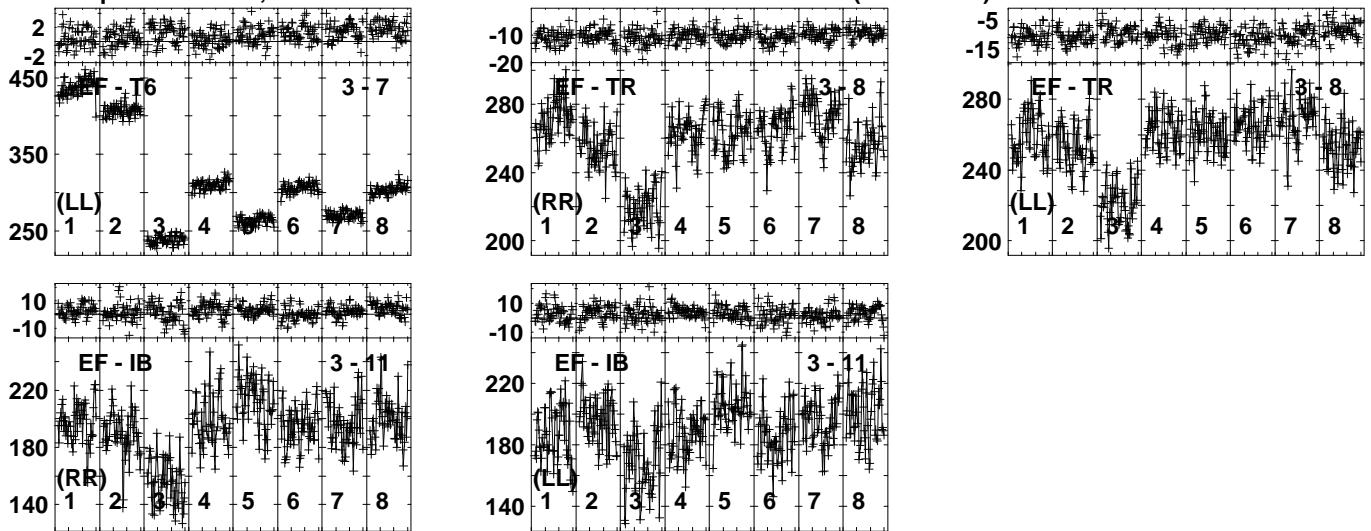 2
-2
450
350
250
EF - T6
3 - 7
(LL)
1 2 3 4 5 6 7 8
-10
-20
280
240
200
EF - TR
3 - 8
(RR)
1 2 3 4 5 6 7 8
-5
-15
280
240
200
EF - TR
3 - 8
(LL)
1 2 3 4 5 6 7 8
10
-10
220
180
140
EF - IB
3 - 11
(RR)
1 2 3 4 5 6 7 8
10
-10
220
180
140
EF - IB
3 - 11
(LL)
1 2 3 4 5 6 7 8